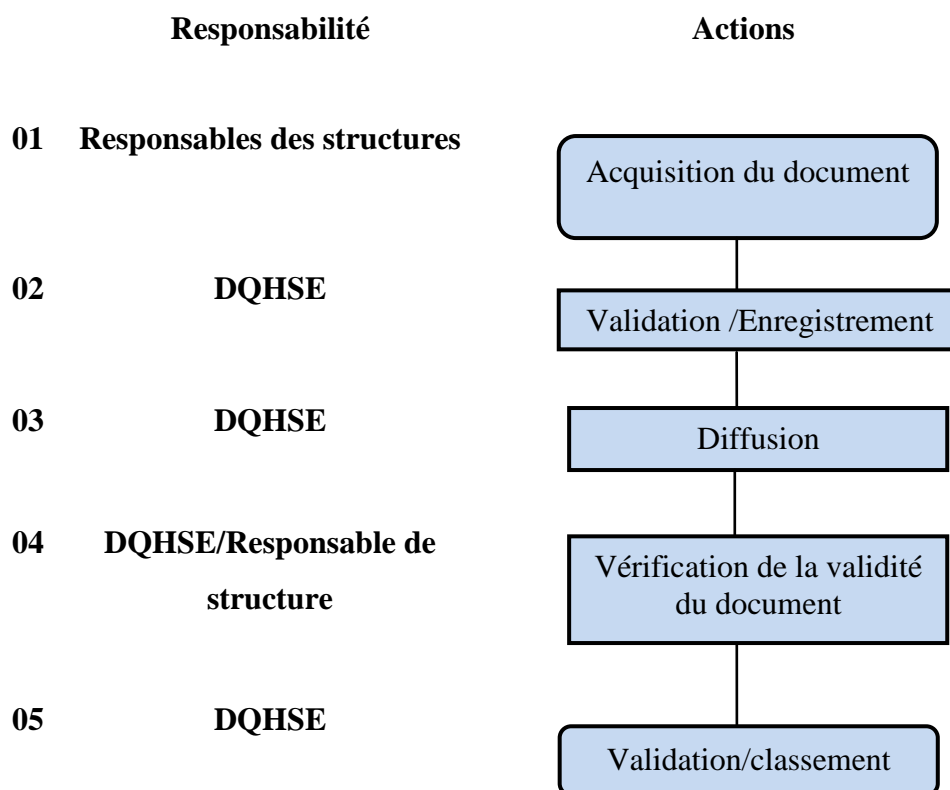 Responsabilité Actions
01 Responsables des structures
Acquisition du document
02 DQHSE
Validation /Enregistrement
03 DQHSE
Diffusion
04 DQHSE/Responsable de
structure
Vérification de la validité
du document
05 DQHSE
Validation/classement